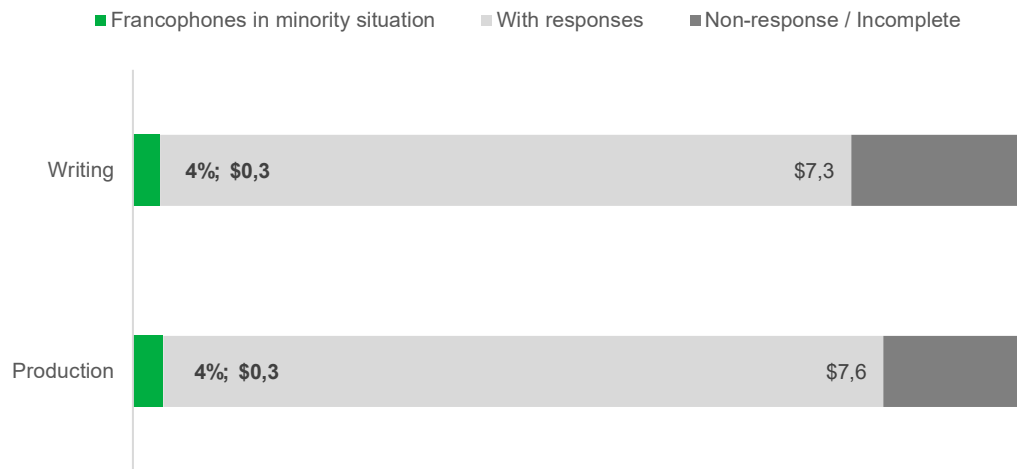 Francophones in minority situation With responses Non-response / Incomplete
Writing 4%; $0,3 $7,3
Production 4%; $0,3 $7,6